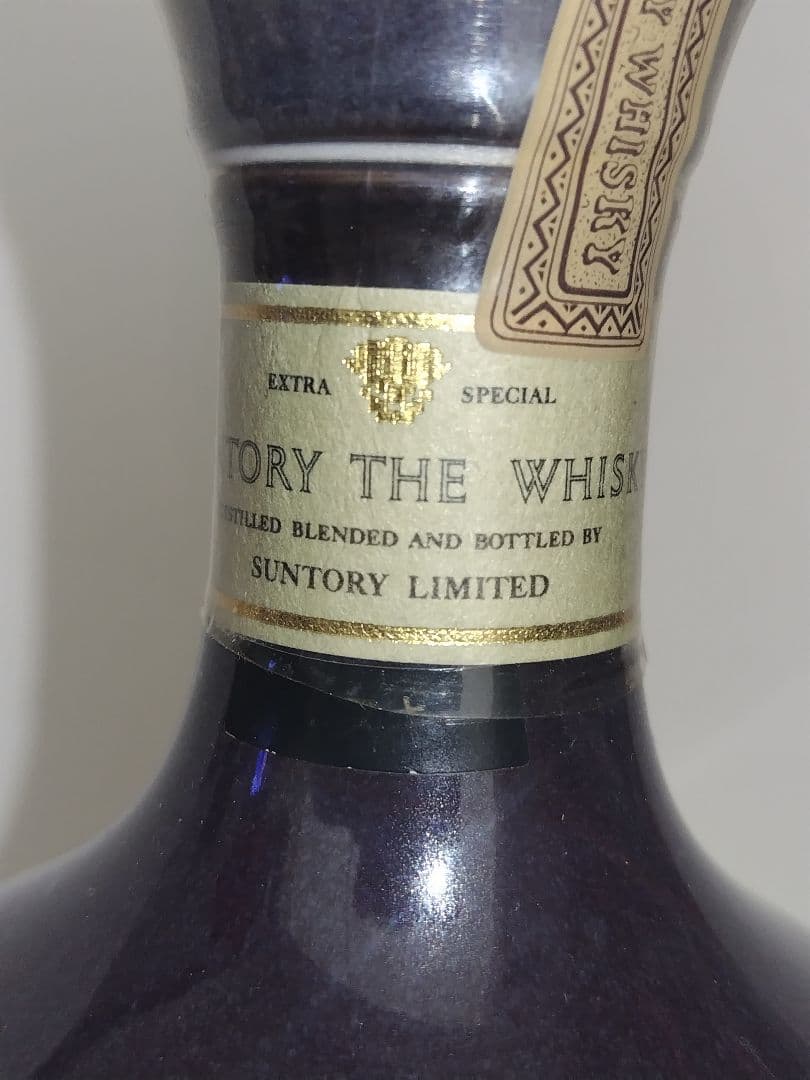 Y WHISKY
EXTRA SPECIAL
TORY THE WHISK
STILLED BLENDED AND BOTTLED BY
SUNTORY LIMITED